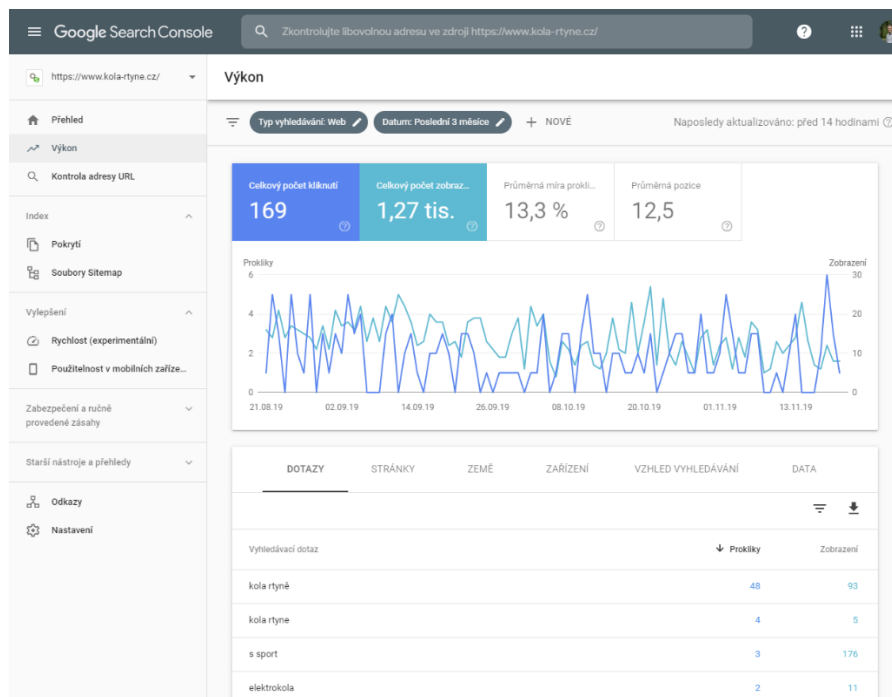 Google Search Console
Zkontrolujte libovolnou adresu ve zdroji https://www.kola-rtyne.cz/
https://www.kola-rtyne.cz/
Výkon
Přehled
Výkon
Kontrola adresy URL
Index
Pokrytí
Soubory Sitemap
Vylepšení
Rychlost (experimentální)
Použitelnost v mobilních zaříze...
Zabezpečení a ručně
provedené zásahy
Starší nástroje a přehledy
Odkazy
Nastavení
Typ vyhledávání: Web
Datum: Poslední 3 měsíce
+ NOVÉ
Naposledy aktualizováno: před 14 hodinami
Celkový počet kliknutí
169
Celkový počet zobraz...
1,27 tis.
Průměrná míra prokli...
13,3 %
Průměrná pozice
12,5
Prokliky
Zobrazení
6
4
2
0
30
20
10
0
21.08.19 02.09.19 14.09.19 26.09.19 08.10.19 20.10.19 01.11.19 13.11.19
DOTAZY STRÁNKY ZEMĚ ZAŘÍZENÍ VZHLED VYHLEDÁVÁNÍ DATA
Vyhledávací dotaz Prokliky Zobrazení
kola rtyně 48 93
kola rtyne 4 5
s sport 3 176
elektrokola 2 11